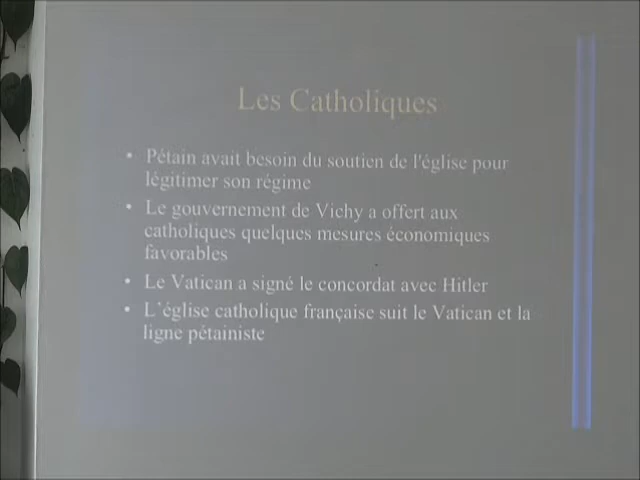 Les Catholiques
• Pétain avait besoin du soutien de l'église pour
légitimer son régime
• Le gouvernement de Vichy a offert aux
catholiques quelques mesures économiques
favorables
• Le Vatican a signé le concordat avec Hitler
• L'église catholique française suit le Vatican et la
ligne pétainiste